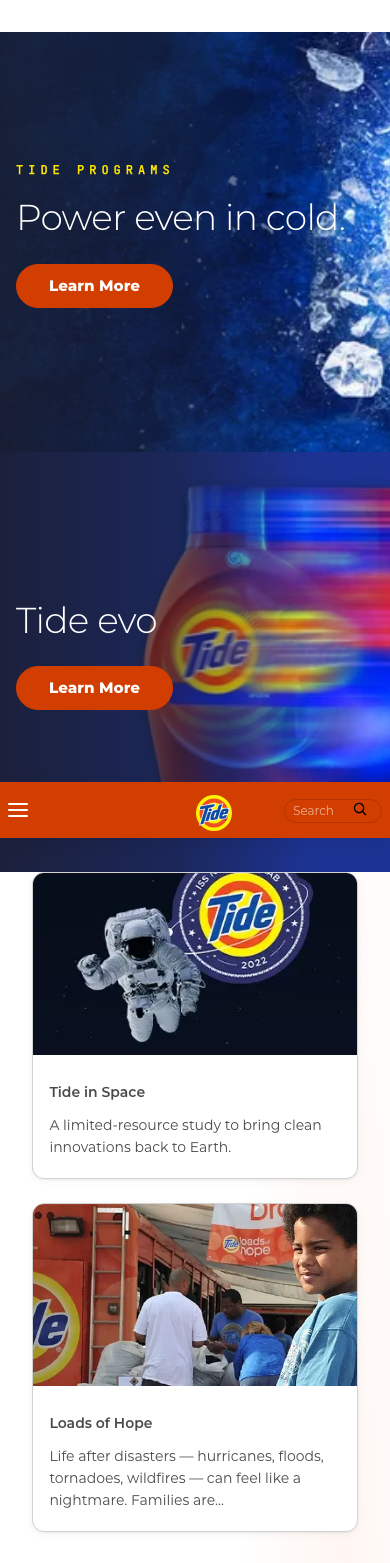 TIDE PROGRAMS
Power even in cold.
Learn More
Tide evo
Tide
Learn More
Tide
Search
Tide
2022
Tide in Space
A limited-resource study to bring clean
innovations back to Earth.
Tide loads of
hope
Loads of Hope
Life after disasters — hurricanes, floods,
tornadoes, wildfires — can feel like a
nightmare. Families are...